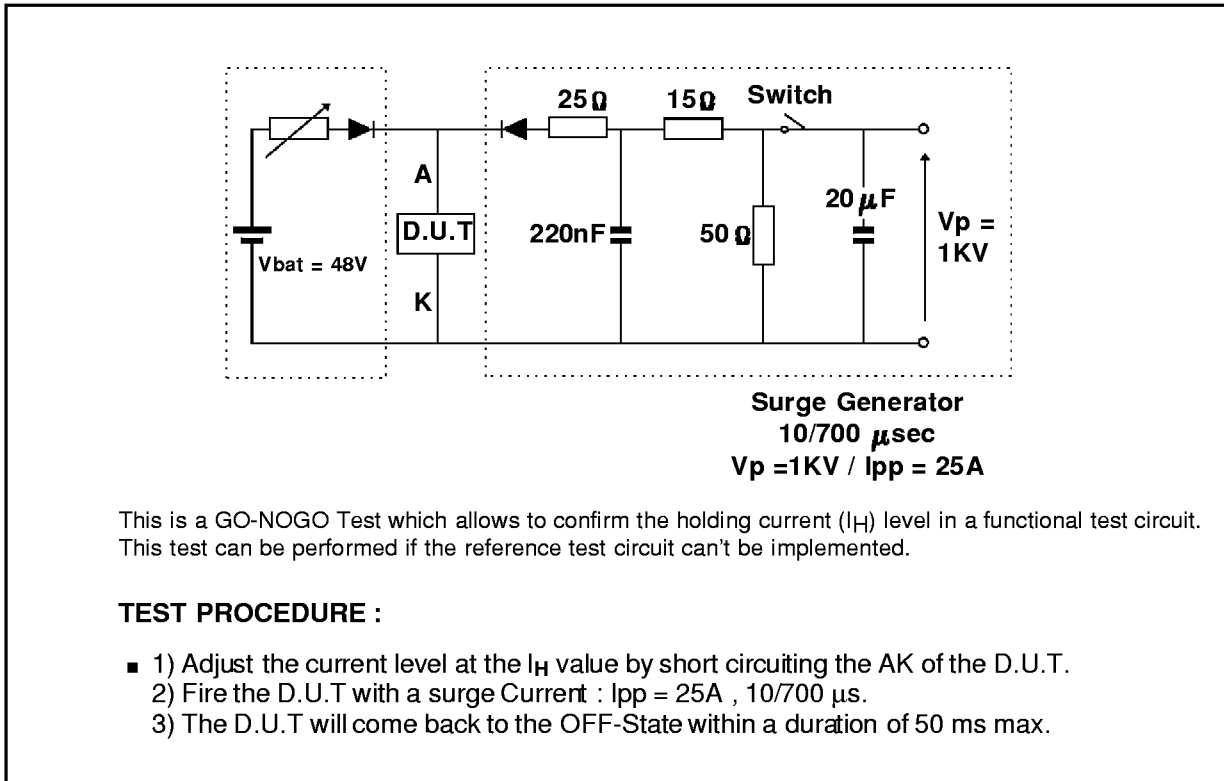 25Ω
15Ω
Switch
A
D.U.T
K
Vbat = 48V
220nF
50Ω
20μF
Vp =
1KV
Surge Generator
10/700 μsec
Vp =1KV / Ipp = 25A
This is a GO-NOGO Test which allows to confirm the holding current (IH) level in a functional test circuit.
This test can be performed if the reference test circuit can't be implemented.
TEST PROCEDURE :
■ 1) Adjust the current level at the IH value by short circuiting the AK of the D.U.T.
2) Fire the D.U.T with a surge Current : Ipp = 25A , 10/700 μs.
3) The D.U.T will come back to the OFF-State within a duration of 50 ms max.